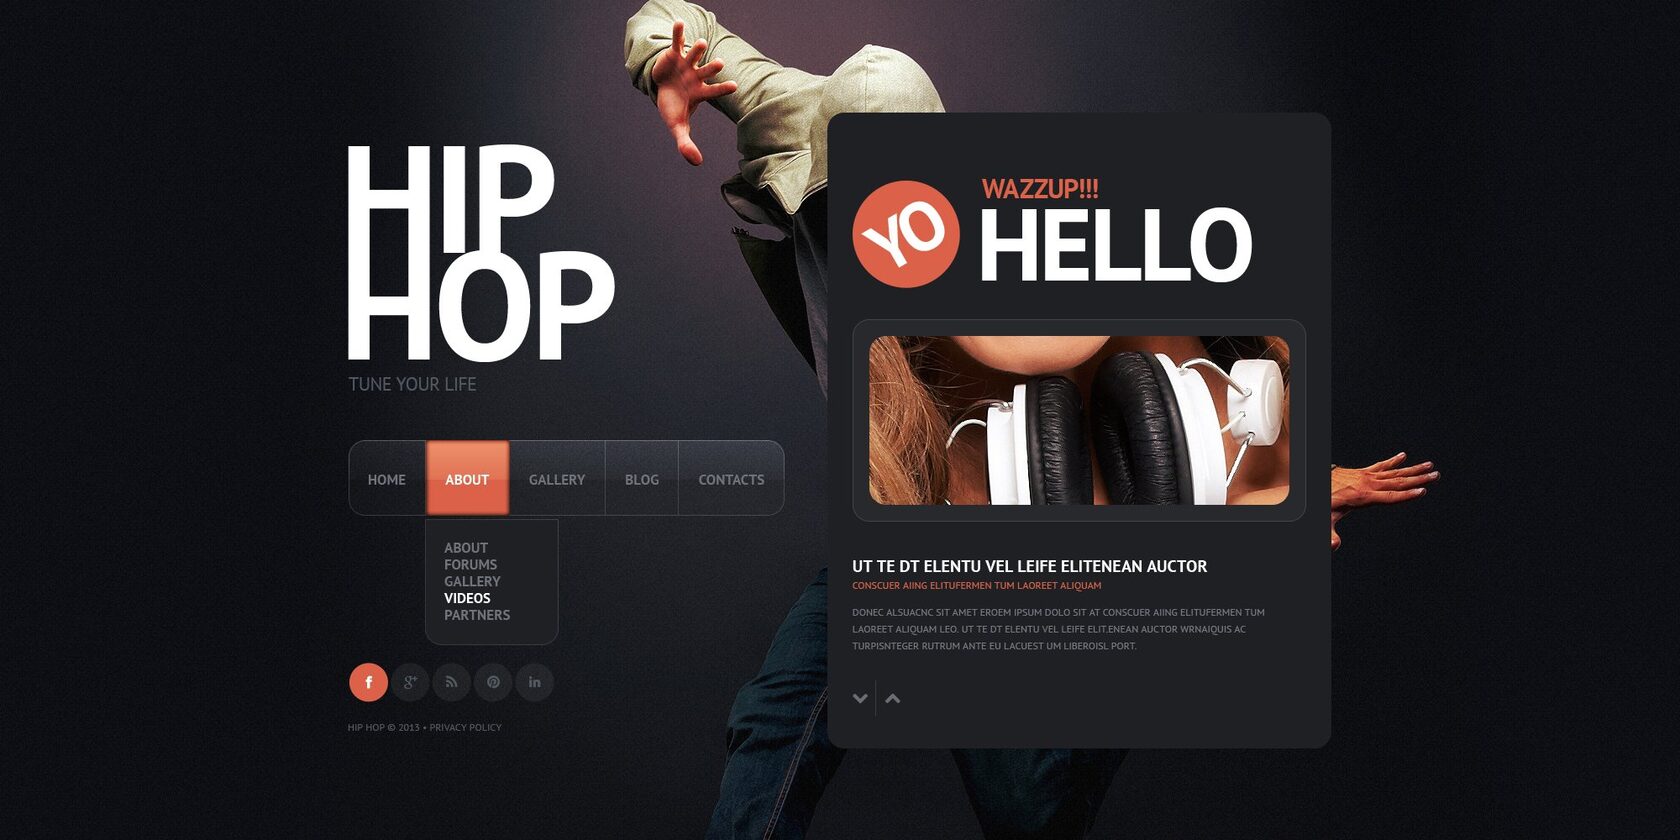 HIP
HOP
TUNE YOUR LIFE
HOME ABOUT GALLERY BLOG CONTACTS
ABOUT
FORUMS
GALLERY
VIDEOS
PARTNERS
f g+ in
HIP HOP © 2013 • PRIVACY POLICY
YO
WAZZUP!!!
HELLO
UT TE DT ELENTU VEL LEIFE ELITENEAN AUCTOR
CONSCUER AIING ELITUFERMEN TUM LAOREET ALIQUAM
DONEC ALSUACNC SIT AMET EROEM IPSUM DOLO SIT AT CONSCUER AIING ELITUFERMEN TUM
LAOREET ALIQUAM LEO. UT TE DT ELENTU VEL LEIFE ELIT,ENEAN AUCTOR WRNAIQUIS AC
TURPISNTEGER RUTRUM ANTE EU LACUEST UM LIBEROISL PORT.